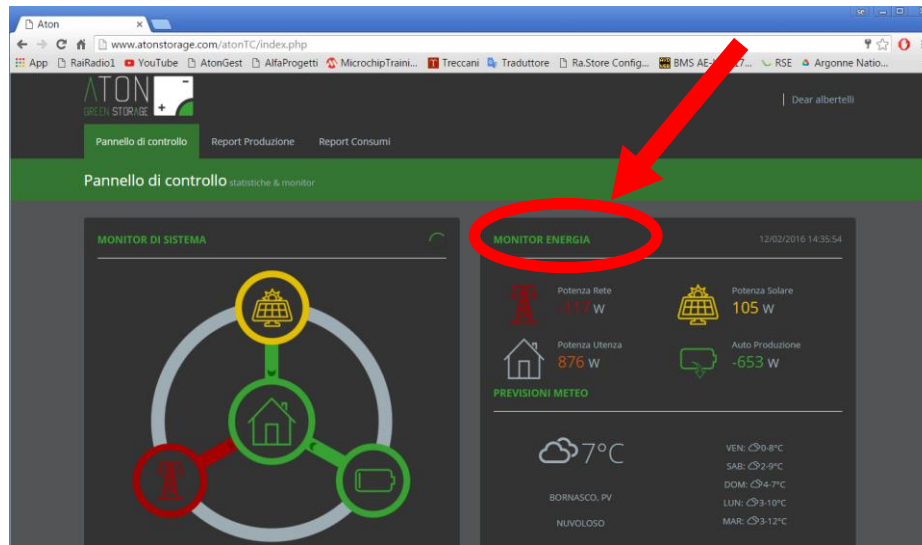 Aton
www.atonstorage.com/atonTC/index.php
App RaiRadio1 YouTube AtonGest AlfaProgetti MicrochipTraini... Treccani Traduttore Ra.Store Config... BMS RSE Argonne Natio...
ATON
GREEN STORAGE
Dear albertelli
Pannello di controllo Report Produzione Report Consumi
Pannello di controllo statistiche & monitor
MONITOR DI SISTEMA
MONITOR ENERGIA 12/02/2016 14:35:54
Potenza Rete
-117 W
Potenza Solare
105 W
Potenza Utenza
876 W
Auto Produzione
-653 W
PREVISIONI METEO
7°C
BORNASCO, PV
NUVOLOSO
VEN: 0-8°C
SAB: 2-9°C
DOM: 4-7°C
LUN: 3-10°C
MAR: 3-12°C